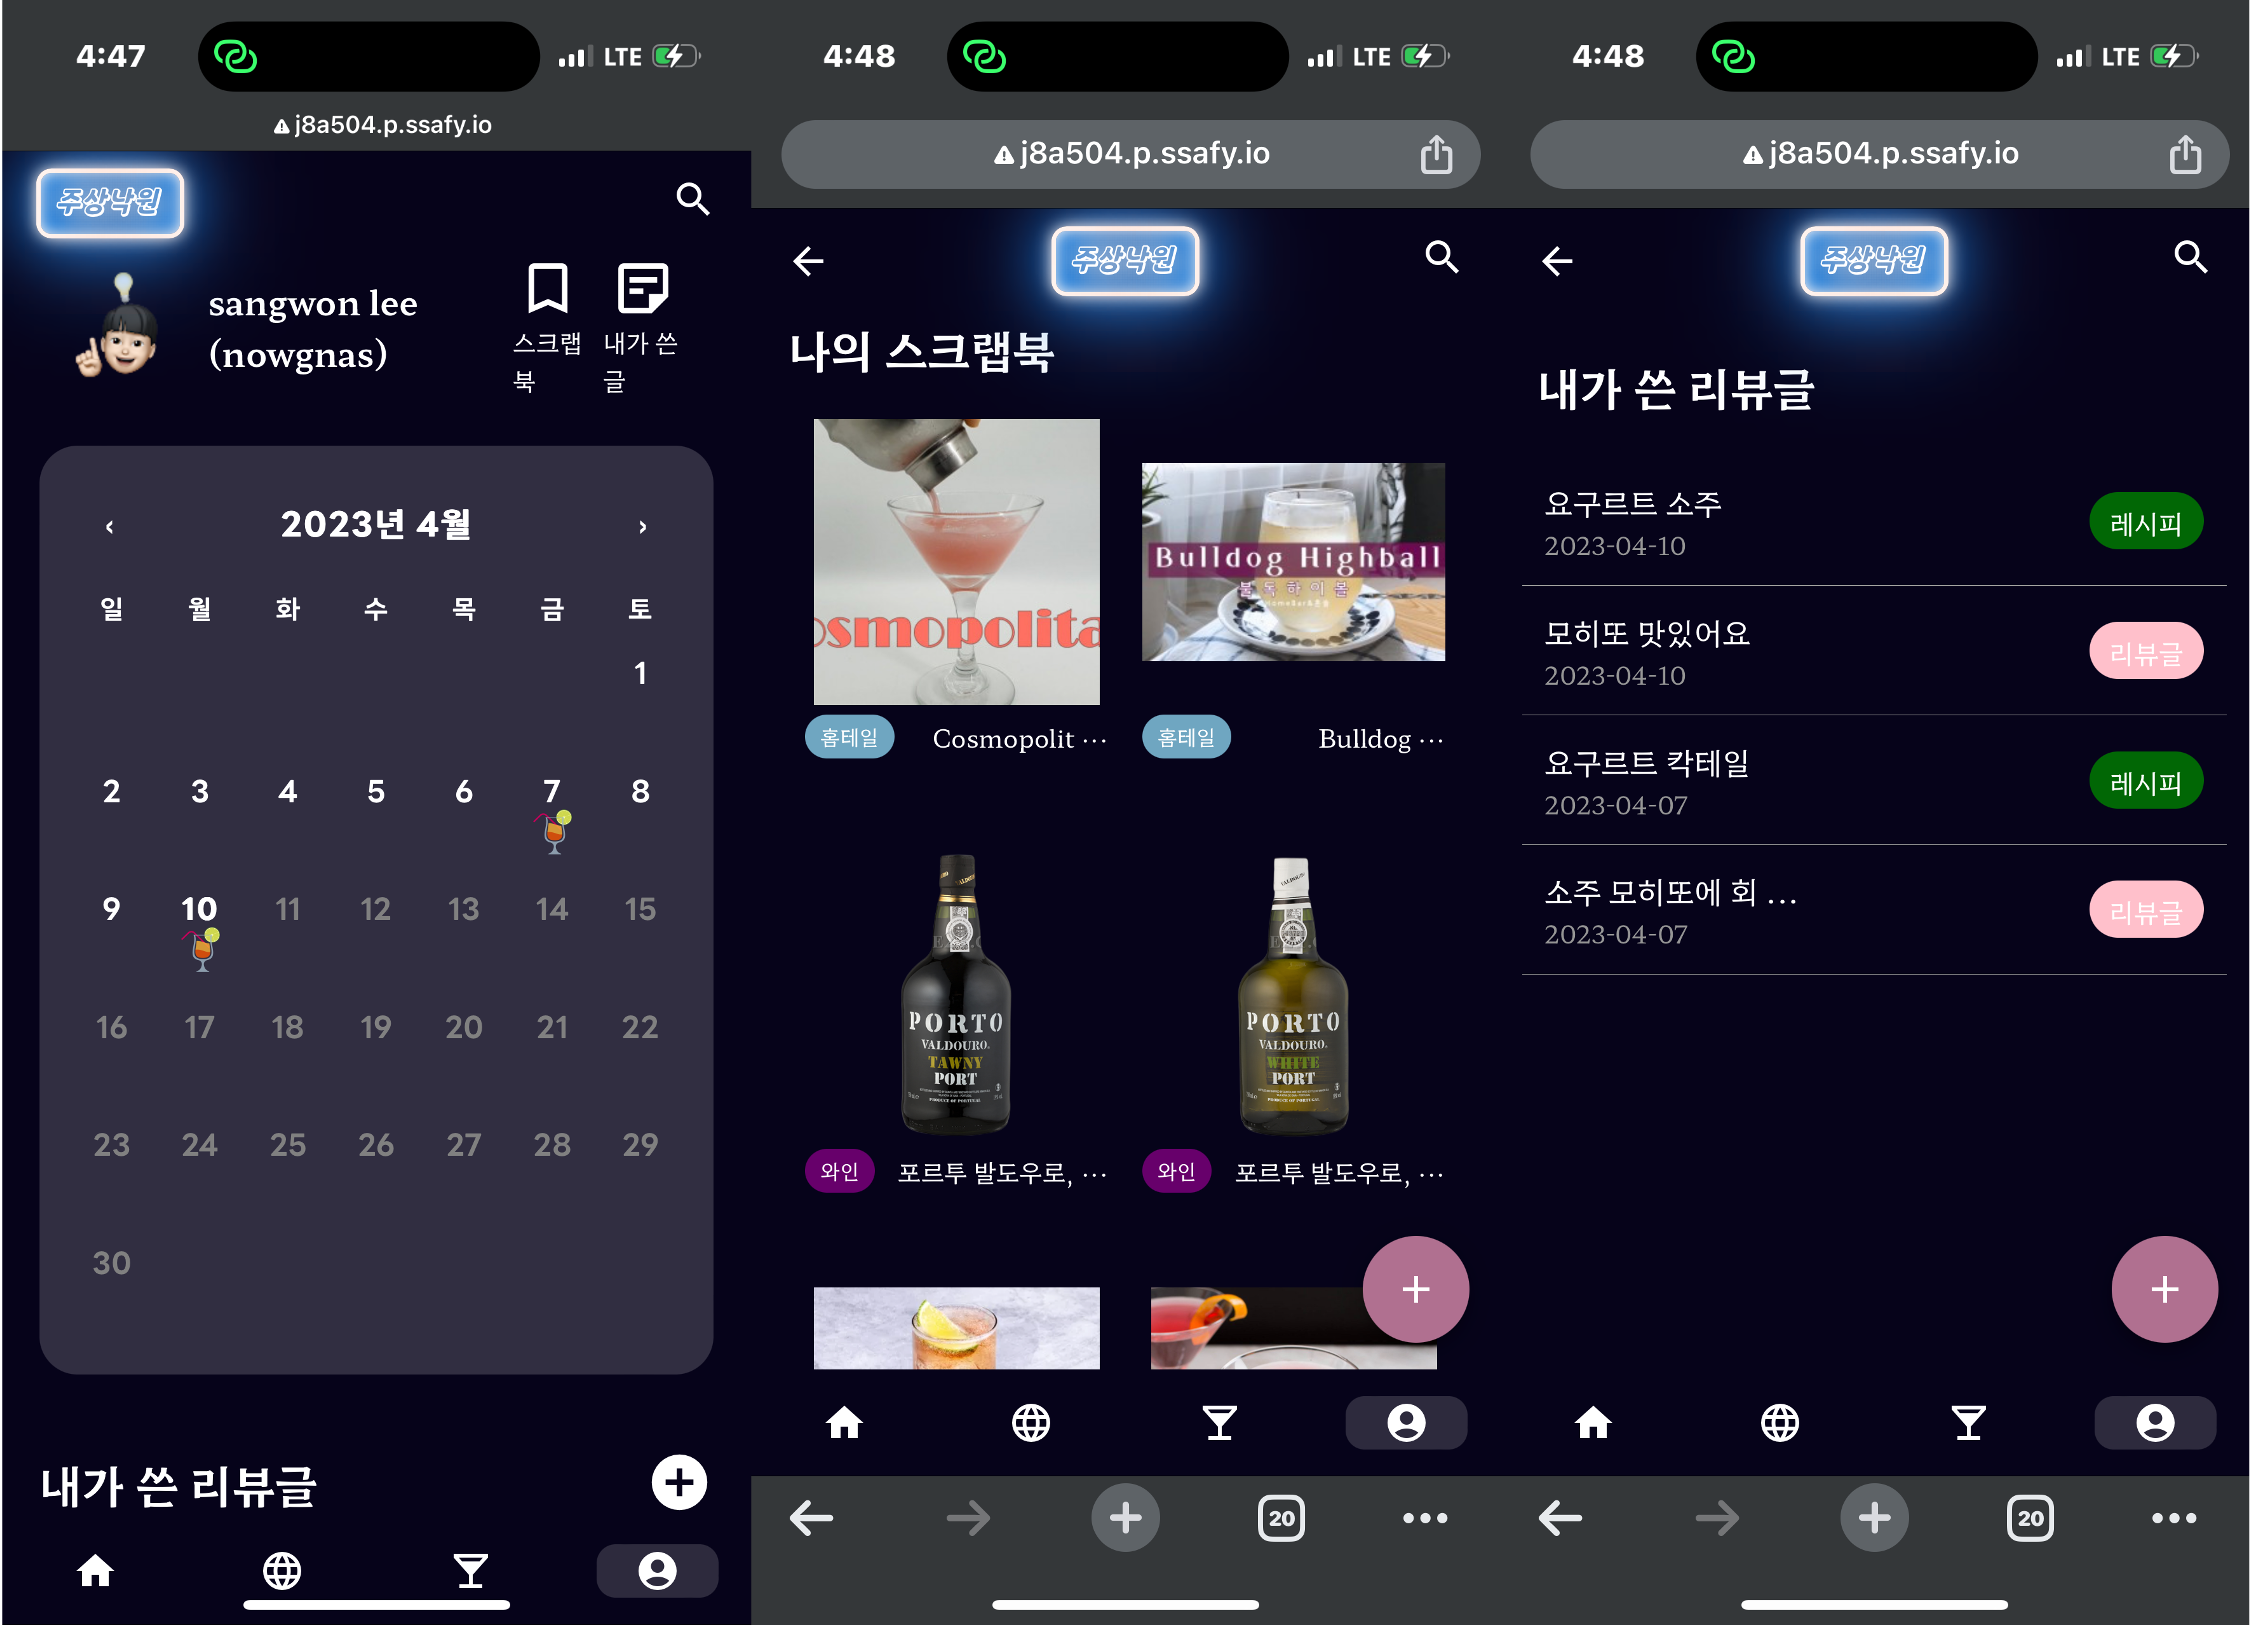 4:47
LTE
j8a504.p.ssafy.io
주상낙원
sangwon lee
(nowgnas)
스크랩
북
내가 쓴
글
‹ 2023년 4월 ›
일 월 화 수 목 금 토
1
2 3 4 5 6 7 8
9 10 11 12 13 14 15
16 17 18 19 20 21 22
23 24 25 26 27 28 29
30
내가 쓴 리뷰글
4:48
LTE
j8a504.p.ssafy.io
주상낙원
나의 스크랩북
osmopolita
Bulldog Highball
불독하이볼
홈테일
Cosmopolit ...
홈테일
Bulldog ...
PORTO
VALDOURO
TAWNY
PORT
PRODUCE OF PORTUGAL
PORTO
VALDOURO
WHITE
PORT
PRODUCE OF PORTUGAL
와인
포르투 발도우로, ...
와인
포르투 발도우로, ...
20
4:48
LTE
j8a504.p.ssafy.io
주상낙원
내가 쓴 리뷰글
요구르트 소주
2023-04-10
레시피
모히또 맛있어요
2023-04-10
리뷰글
요구르트 칵테일
2023-04-07
레시피
소주 모히또에 회 ...
2023-04-07
리뷰글
20